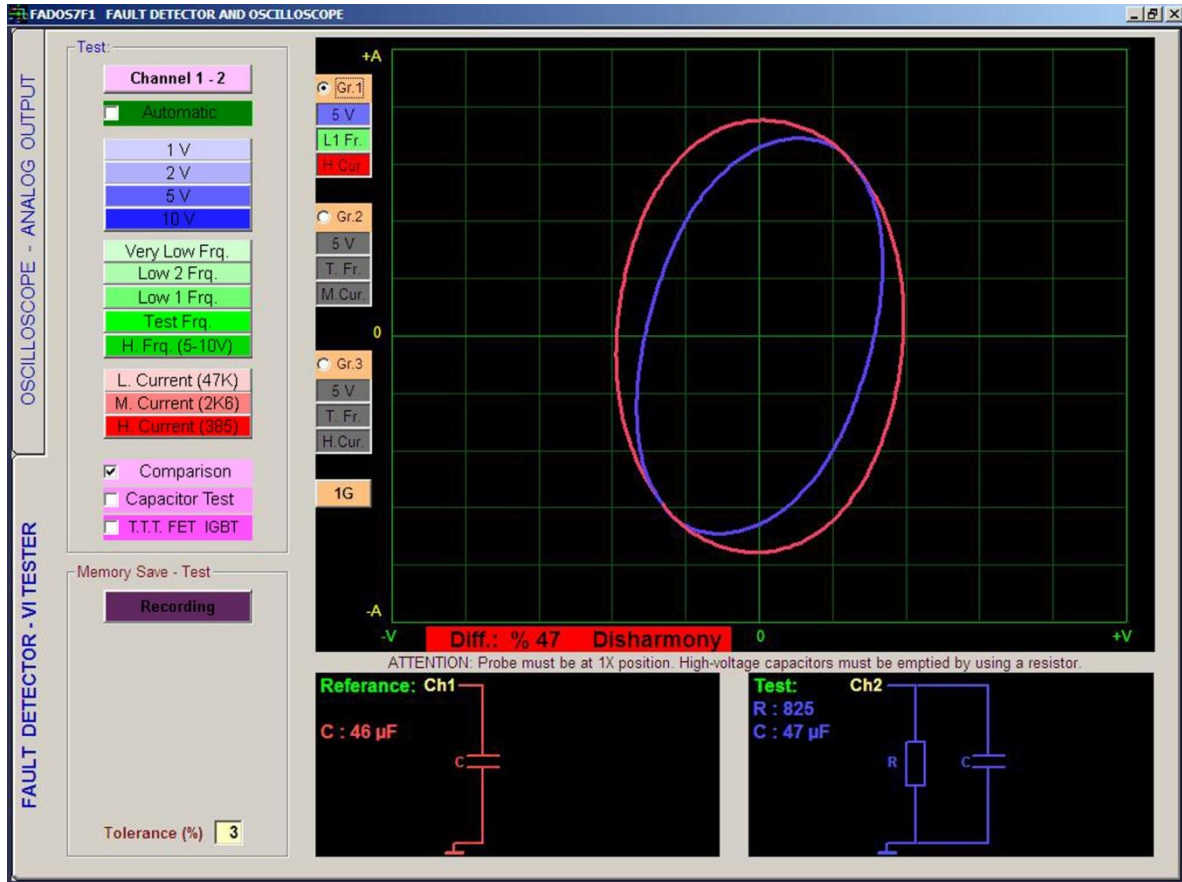 FADOS7F1 FAULT DETECTOR AND OSCILLOSCOPE
OSCILLOSCOPE - ANALOG OUTPUT
FAULT DETECTOR - VI TESTER
Test:
Channel 1 - 2
Automatic
1 V
2 V
5 V
10 V
Very Low Frq.
Low 2 Frq.
Low 1 Frq.
Test Frq.
H. Frq. (5-10V)
L. Current (47K)
M. Current (2K6)
H. Current (385)
Comparison
Capacitor Test
T.T.T. FET IGBT
Memory Save - Test
Recording
Tolerance (%) 3
+A
Gr.1
5 V
L1 Fr.
H.Cur.
Gr.2
5 V
T. Fr.
M.Cur.
0
Gr.3
5 V
T. Fr.
H.Cur.
1G
-A
-V
Diff.: % 47 Disharmony
0
+V
ATTENTION: Probe must be at 1X position. High-voltage capacitors must be emptied by using a resistor.
Referance: Ch1
C : 46 µF
C
Test: Ch2
R : 825
C : 47 µF
R
C